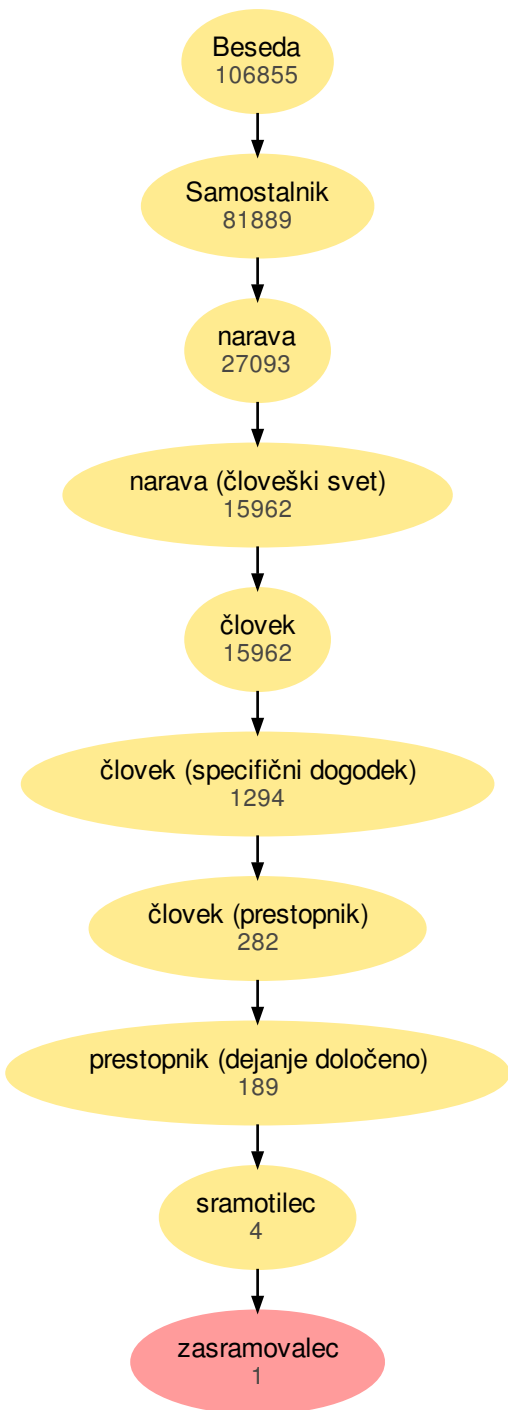 Beseda
106855
Samostalnik
81889
narava
27093
narava (človeški svet)
15962
človek
15962
človek (specifični dogodek)
1294
človek (prestopnik)
282
prestopnik (dejanje določeno)
189
sramotilec
4
zasramovalec
1